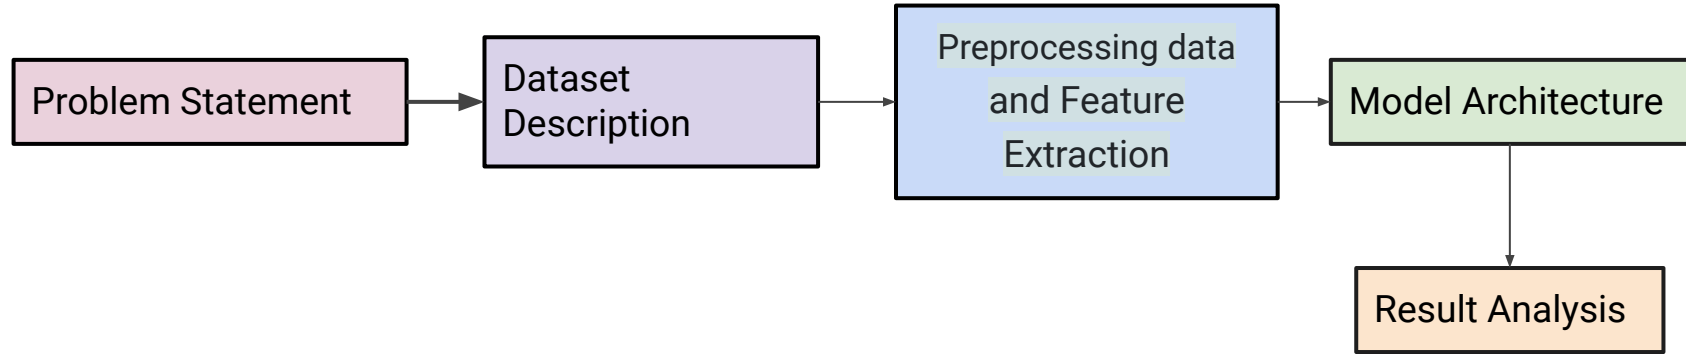 Problem Statement
Dataset
Description
Preprocessing data
and Feature
Extraction
Model Architecture
Result Analysis